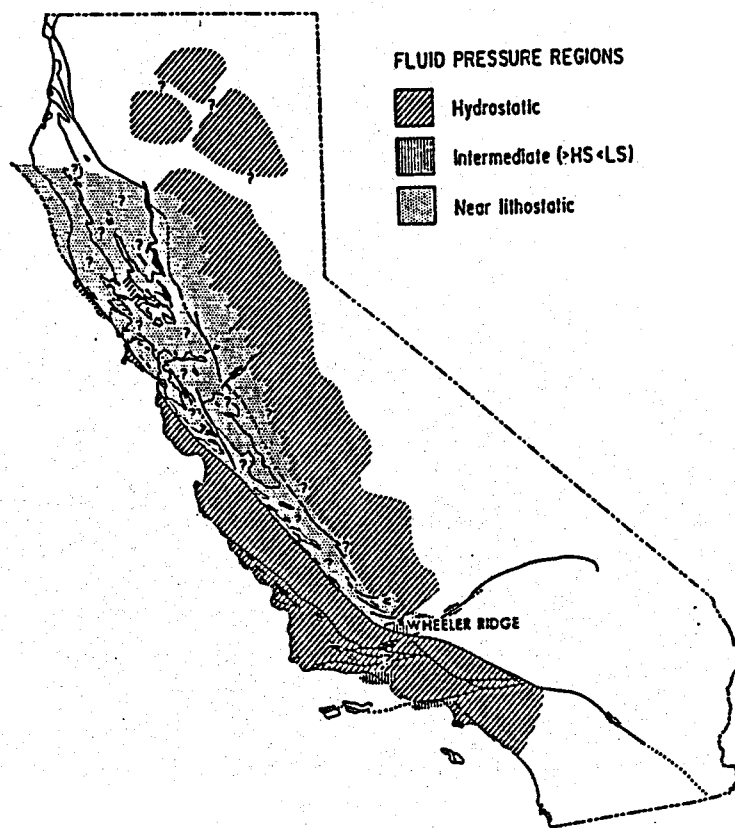 FLUID PRESSURE REGIONS
Hydrostatic
Intermediate (>HS<LS)
Near lithostatic
WHEELER RIDGE